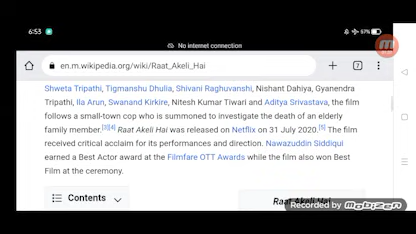 6:53
67%
No internet connection
en.m.wikipedia.org/wiki/Raat_Akeli_Hai
7
Shweta Tripathi, Tigmanshu Dhulia, Shivani Raghuvanshi, Nishant Dahiya, Gyanendra
Tripathi, Ila Arun, Swanand Kirkire, Nitesh Kumar Tiwari and Aditya Srivastava, the film
follows a small-town cop who is summoned to investigate the death of an elderly
family member.[3][4] Raat Akeli Hai was released on Netflix on 31 July 2020.[5] The film
received critical acclaim for its performances and direction. Nawazuddin Siddiqui
earned a Best Actor award at the Filmfare OTT Awards while the film also won Best
Film at the ceremony.
Contents
Raat Akeli Hai
Recorded by Mobizen